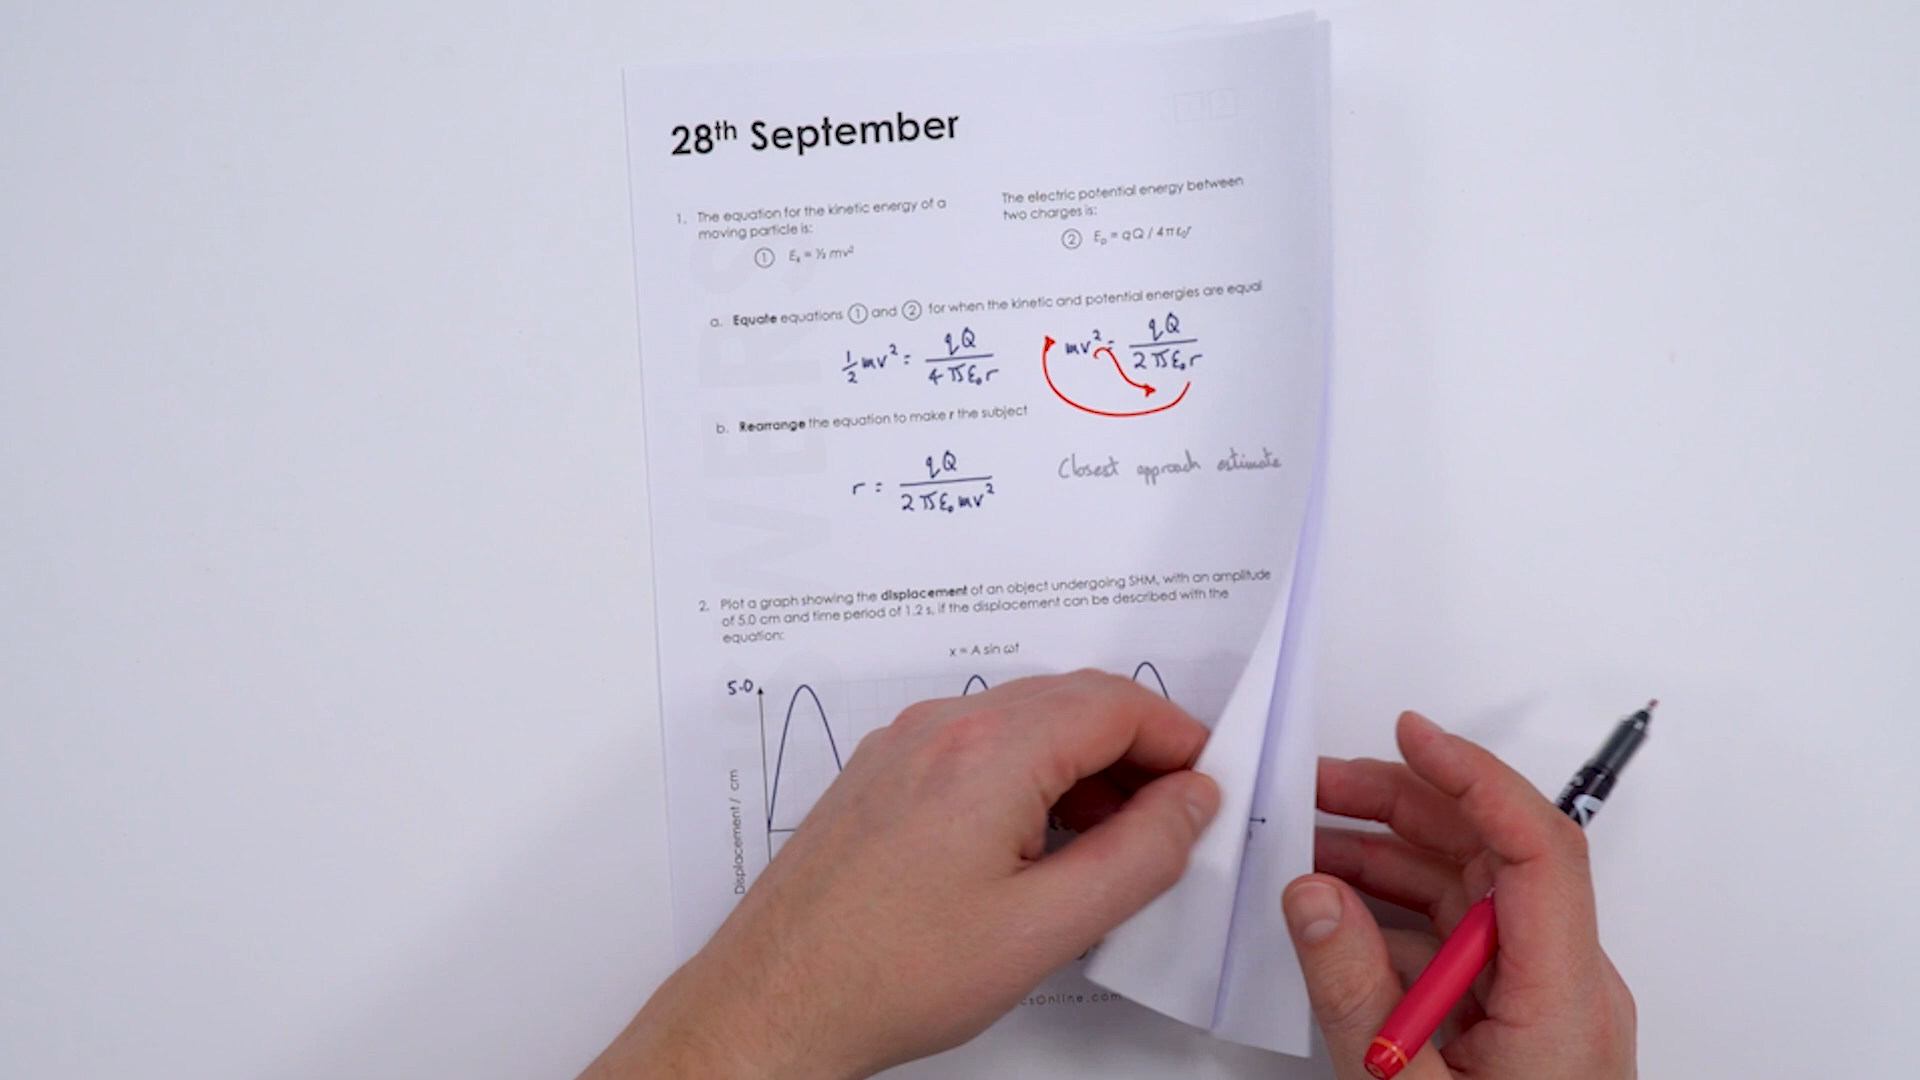 28th September
1. The equation for the kinetic energy of a
moving particle is:
① Eₖ = ½ mv²
The electric potential energy between
two charges is:
② Eₚ = qQ / 4πε₀r
a. Equate equations ① and ② for when the kinetic and potential energies are equal
½mv² = qQ / 4πε₀r
mv² = qQ / 2πε₀r
b. Rearrange the equation to make r the subject
r = qQ / 2πε₀mv²
Closest approach estimate
2. Plot a graph showing the displacement of an object undergoing SHM, with an amplitude
of 5.0 cm and time period of 1.2 s, if the displacement can be described with the
equation:
x = A sin ωt
5.0
Displacement / cm
csOnline.com